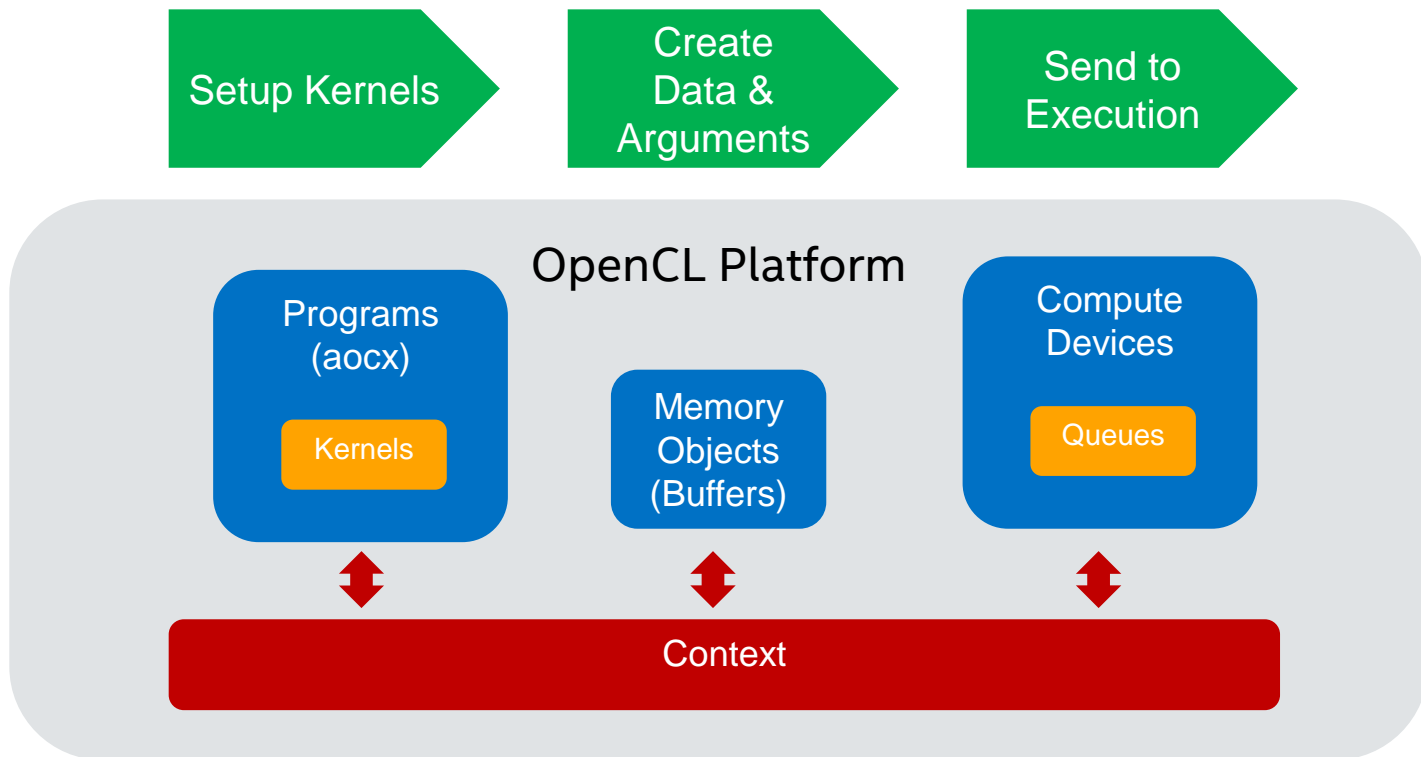 Setup Kernels
Create
Data &
Arguments
Send to
Execution
OpenCL Platform
Programs
(aocx)
Kernels
Memory
Objects
(Buffers)
Compute
Devices
Queues
Context